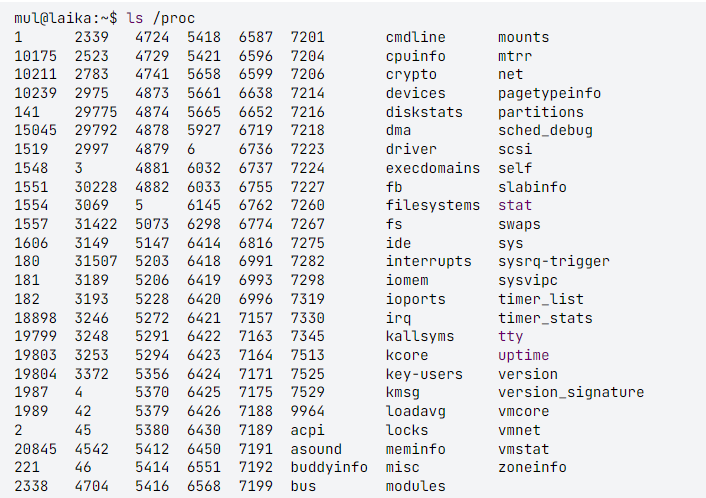 mul@laika:~$ ls /proc
1      2339   4724  5418  6587  7201       cmdline      mounts
10175  2523   4729  5421  6596  7204       cpuinfo      mtrr
10211  2783   4741  5658  6599  7206       crypto       net
10239  2975   4873  5661  6638  7214       devices      pagetypeinfo
141    29775  4874  5665  6652  7216       diskstats    partitions
15045  29792  4878  5927  6719  7218       dma          sched_debug
1519   2997   4879  6     6736  7223       driver       scsi
1548   3      4881  6032  6737  7224       execdomains  self
1551   30228  4882  6033  6755  7227       fb           slabinfo
1554   3069   5     6145  6762  7260       filesystems  stat
1557   31422  5073  6298  6774  7267       fs           swaps
1606   3149   5147  6414  6816  7275       ide          sys
180    31507  5203  6418  6991  7282       interrupts   sysrq-trigger
181    3189   5206  6419  6993  7298       iomem        sysvipc
182    3193   5228  6420  6996  7319       ioports      timer_list
18898  3246   5272  6421  7157  7330       irq          timer_stats
19799  3248   5291  6422  7163  7345       kallsyms     tty
19803  3253   5294  6423  7164  7513       kcore        uptime
19804  3372   5356  6424  7171  7525       key-users    version
1987   4      5370  6425  7175  7529       kmsg         version_signature
1989   42     5379  6426  7188  9964       loadavg      vmcore
2      45     5380  6430  7189  acpi       locks        vmnet
20845  4542   5412  6450  7191  asound     meminfo      vmstat
221    46     5414  6551  7192  buddyinfo  misc         zoneinfo
2338   4704   5416  6568  7199  bus        modules